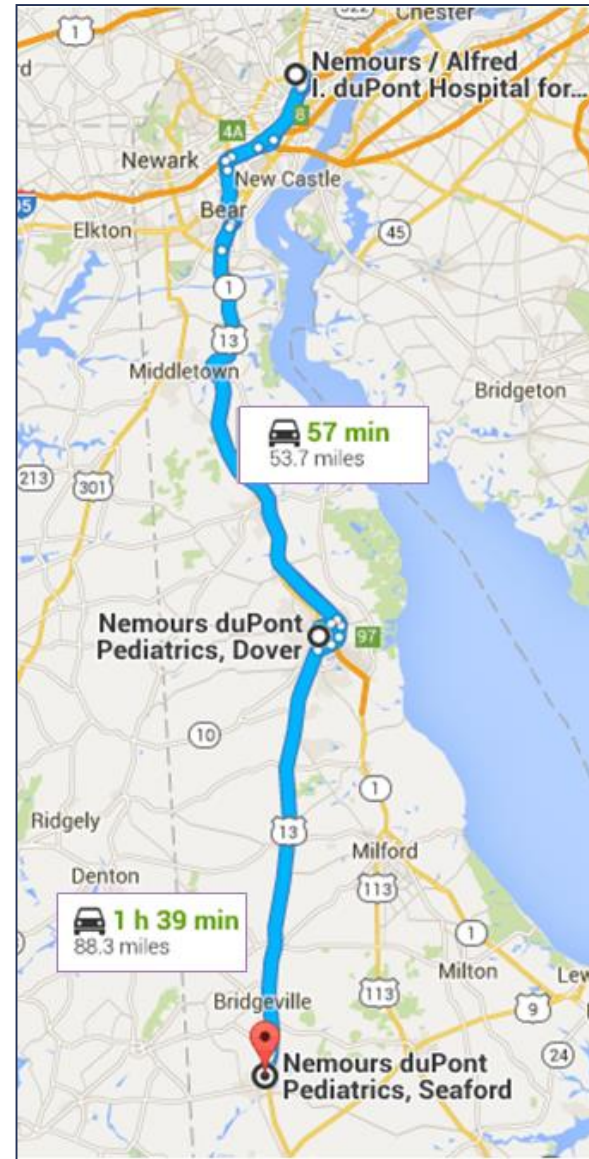 1
322
Chester
Nemours / Alfred
I. duPont Hospital for...
8
4A
Newark
New Castle
Bear
Elkton
45
1
13
Middletown
Bridgeton
57 min
53.7 miles
213
301
Nemours duPont
Pediatrics, Dover
97
10
1
13
Ridgely
Milford
Denton
113
1 h 39 min
88.3 miles
1
Milton
113
Bridgeville
9
24
Nemours duPont
Pediatrics, Seaford